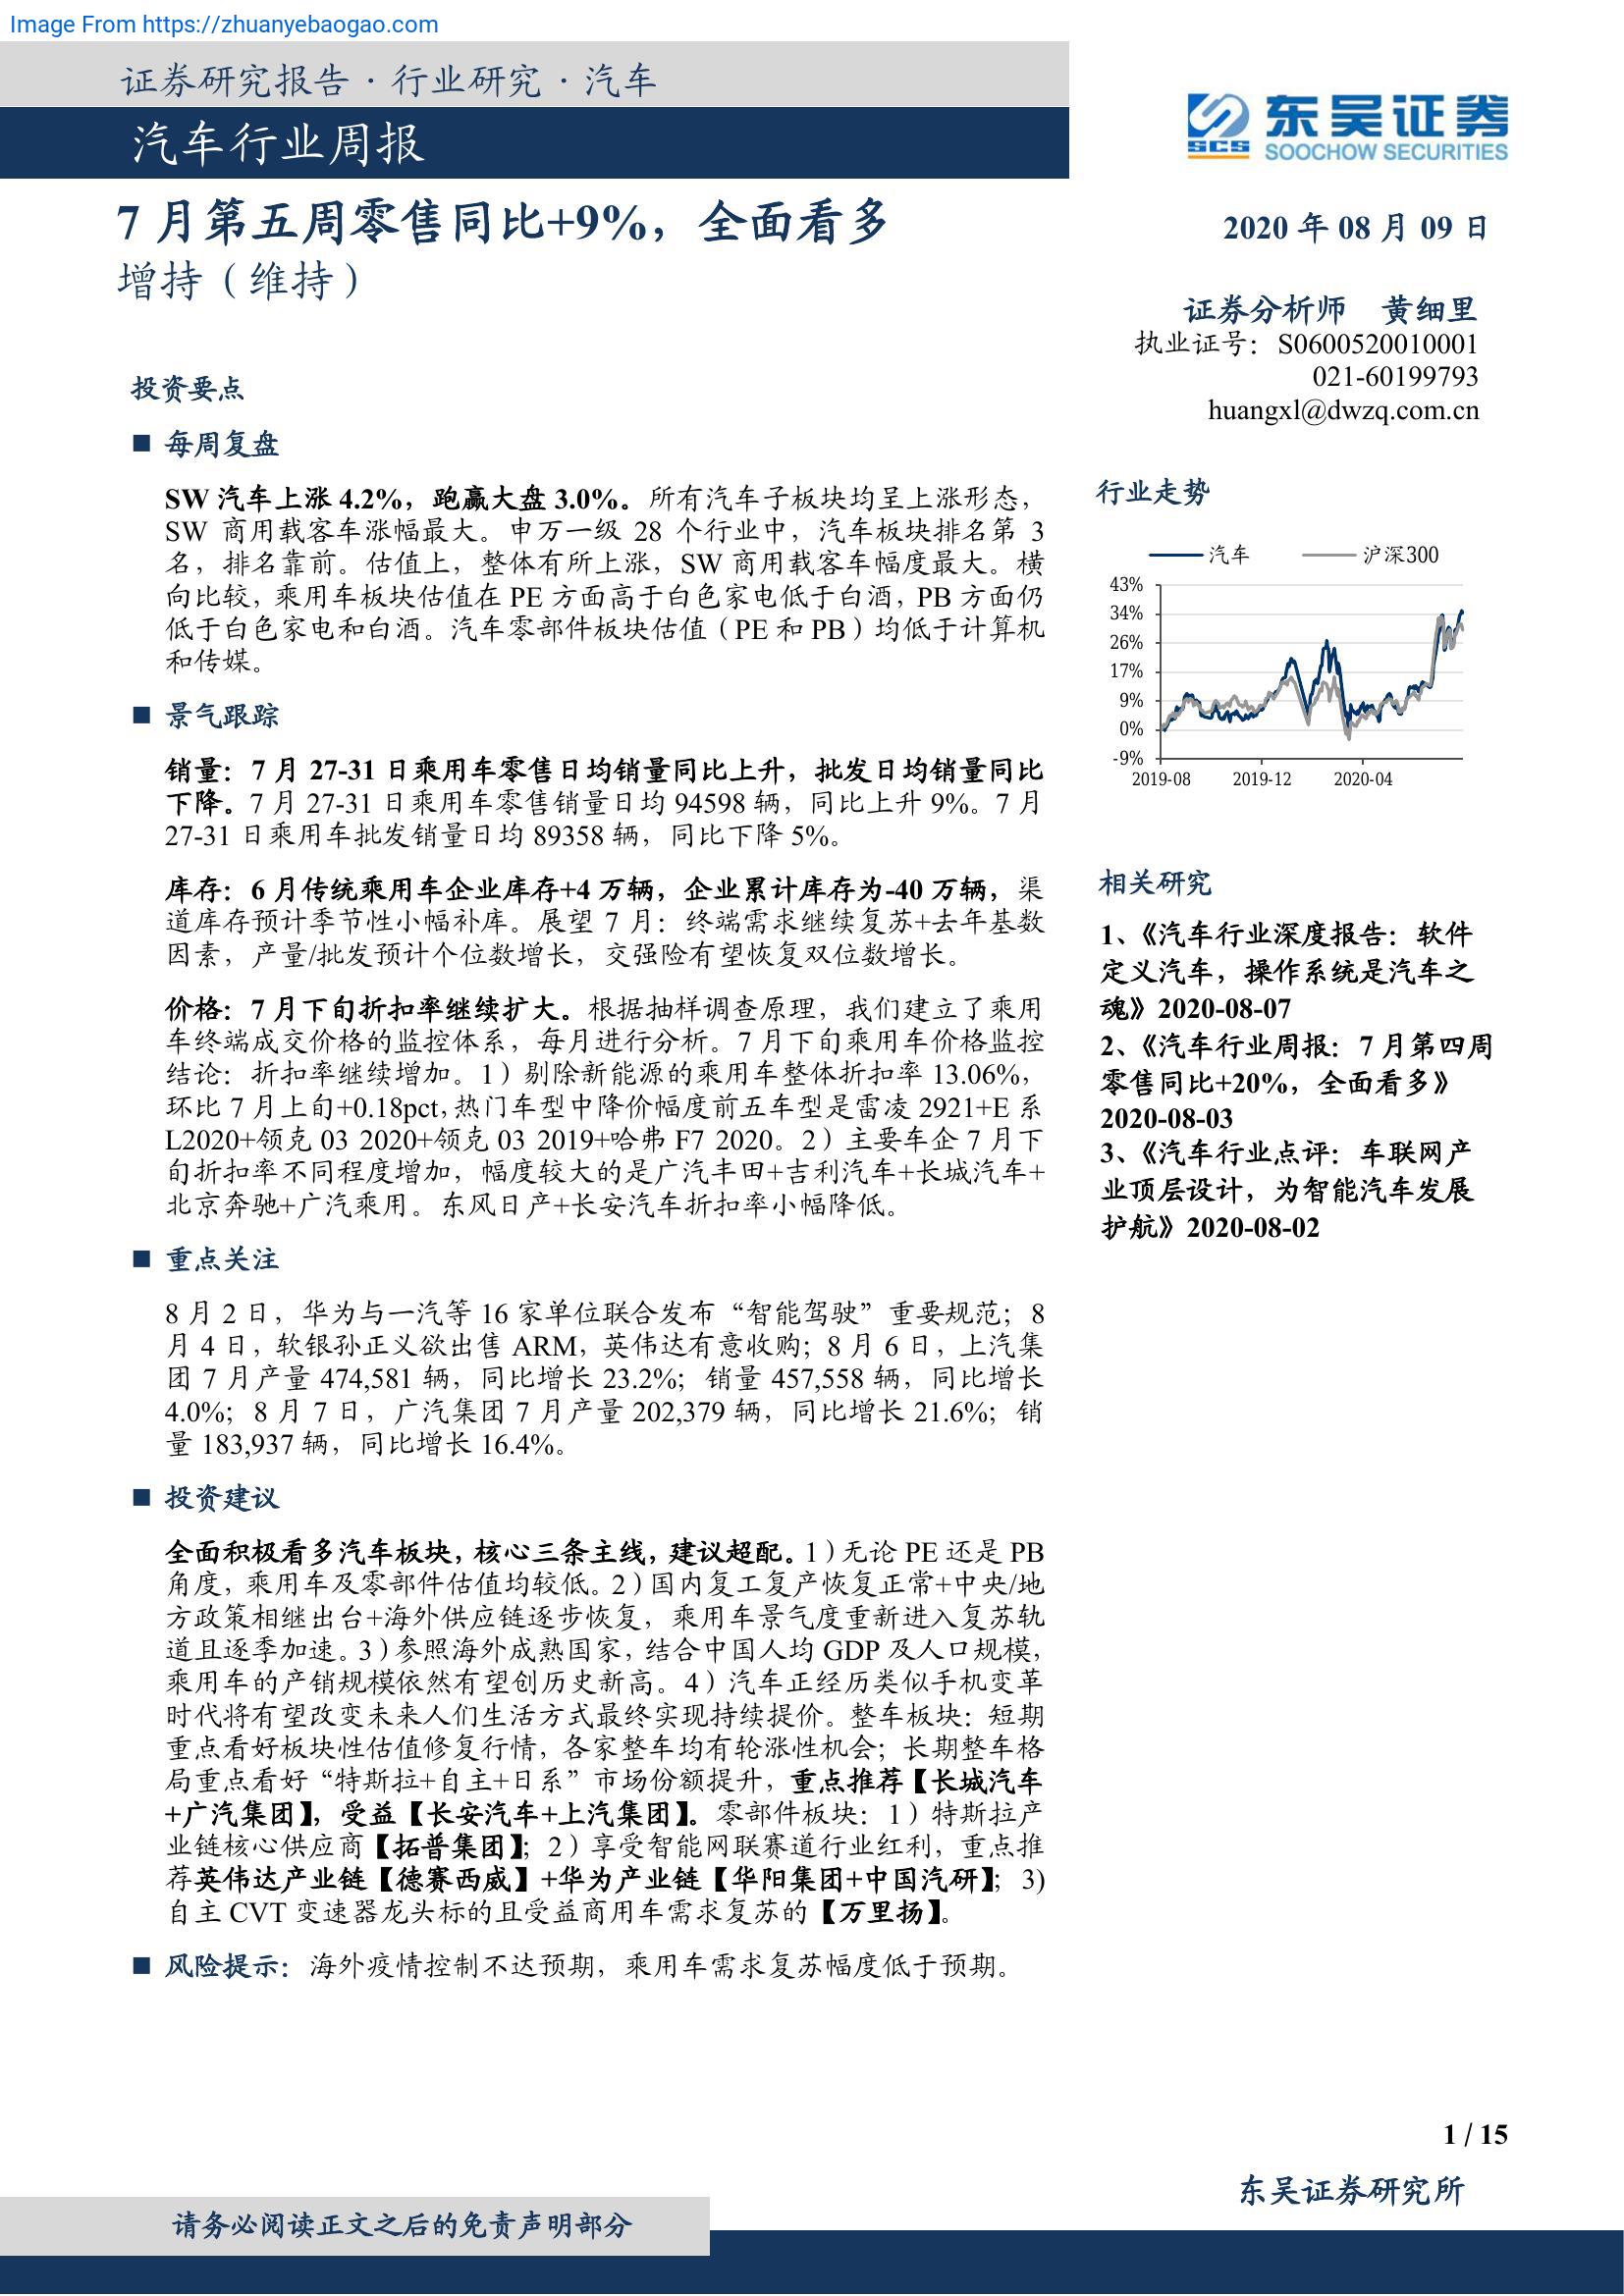 Image From https://zhuanyebaogao.com
证券研究报告·行业研究·汽车
汽车行业周报
东吴证券
SCS
SOOCHOW SECURITIES
7 月第五周零售同比+9%，全面看多
增持（维持）
2020 年 08 月 09 日
证券分析师 黄细里
执业证号：S0600520010001
021-60199793
huangxl@dwzq.com.cn
投资要点
■ 每周复盘
SW 汽车上涨 4.2%，跑赢大盘 3.0%。所有汽车子板块均呈上涨形态，
SW 商用载客车涨幅最大。申万一级 28 个行业中，汽车板块排名第 3
名，排名靠前。估值上，整体有所上涨，SW 商用载客车幅度最大。横
向比较，乘用车板块估值在 PE 方面高于白色家电低于白酒，PB 方面仍
低于白色家电和白酒。汽车零部件板块估值（PE 和 PB）均低于计算机
和传媒。
■ 景气跟踪
销量：7 月 27-31 日乘用车零售日均销量同比上升，批发日均销量同比
下降。7 月 27-31 日乘用车零售销量日均 94598 辆，同比上升 9%。7 月
27-31 日乘用车批发销量日均 89358 辆，同比下降 5%。
库存：6 月传统乘用车企业库存+4 万辆，企业累计库存为-40 万辆，渠
道库存预计季节性小幅补库。展望 7 月：终端需求继续复苏+去年基数
因素，产量/批发预计个位数增长，交强险有望恢复双位数增长。
价格：7 月下旬折扣率继续扩大。根据抽样调查原理，我们建立了乘用
车终端成交价格的监控体系，每月进行分析。7 月下旬乘用车价格监控
结论：折扣率继续增加。1）剔除新能源的乘用车整体折扣率 13.06%，
环比 7 月上旬+0.18pct,热门车型中降价幅度前五车型是雷凌 2921+E 系
L2020+领克 03 2020+领克 03 2019+哈弗 F7 2020。2）主要车企 7 月下
旬折扣率不同程度增加，幅度较大的是广汽丰田+吉利汽车+长城汽车+
北京奔驰+广汽乘用。东风日产+长安汽车折扣率小幅降低。
■ 重点关注
8 月 2 日，华为与一汽等 16 家单位联合发布“智能驾驶”重要规范；8
月 4 日，软银孙正义欲出售 ARM，英伟达有意收购；8 月 6 日，上汽集
团 7 月产量 474,581 辆，同比增长 23.2%；销量 457,558 辆，同比增长
4.0%；8 月 7 日，广汽集团 7 月产量 202,379 辆，同比增长 21.6%；销
量 183,937 辆，同比增长 16.4%。
■ 投资建议
全面积极看多汽车板块，核心三条主线，建议超配。1）无论 PE 还是 PB
角度，乘用车及零部件估值均较低。2）国内复工复产恢复正常+中央/地
方政策相继出台+海外供应链逐步恢复，乘用车景气度重新进入复苏轨
道且逐季加速。3）参照海外成熟国家，结合中国人均 GDP 及人口规模，
乘用车的产销规模依然有望创历史新高。4）汽车正经历类似手机变革
时代将有望改变未来人们生活方式最终实现持续提价。整车板块：短期
重点看好板块性估值修复行情，各家整车均有轮涨性机会；长期整车格
局重点看好“特斯拉+自主+日系”市场份额提升，重点推荐【长城汽车
+广汽集团】，受益【长安汽车+上汽集团】。零部件板块：1）特斯拉产
业链核心供应商【拓普集团】；2）享受智能网联赛道行业红利，重点推
荐英伟达产业链【德赛西威】+华为产业链【华阳集团+中国汽研】；3)
自主 CVT 变速器龙头标的且受益商用车需求复苏的【万里扬】。
■ 风险提示：海外疫情控制不达预期，乘用车需求复苏幅度低于预期。
行业走势
汽车 沪深300
43%
34%
26%
17%
9%
0%
-9%
2019-08 2019-12 2020-04
相关研究
1、《汽车行业深度报告：软件
定义汽车，操作系统是汽车之
魂》2020-08-07
2、《汽车行业周报：7 月第四周
零售同比+20%，全面看多》
2020-08-03
3、《汽车行业点评：车联网产
业顶层设计，为智能汽车发展
护航》2020-08-02
1 / 15
东吴证券研究所
请务必阅读正文之后的免责声明部分